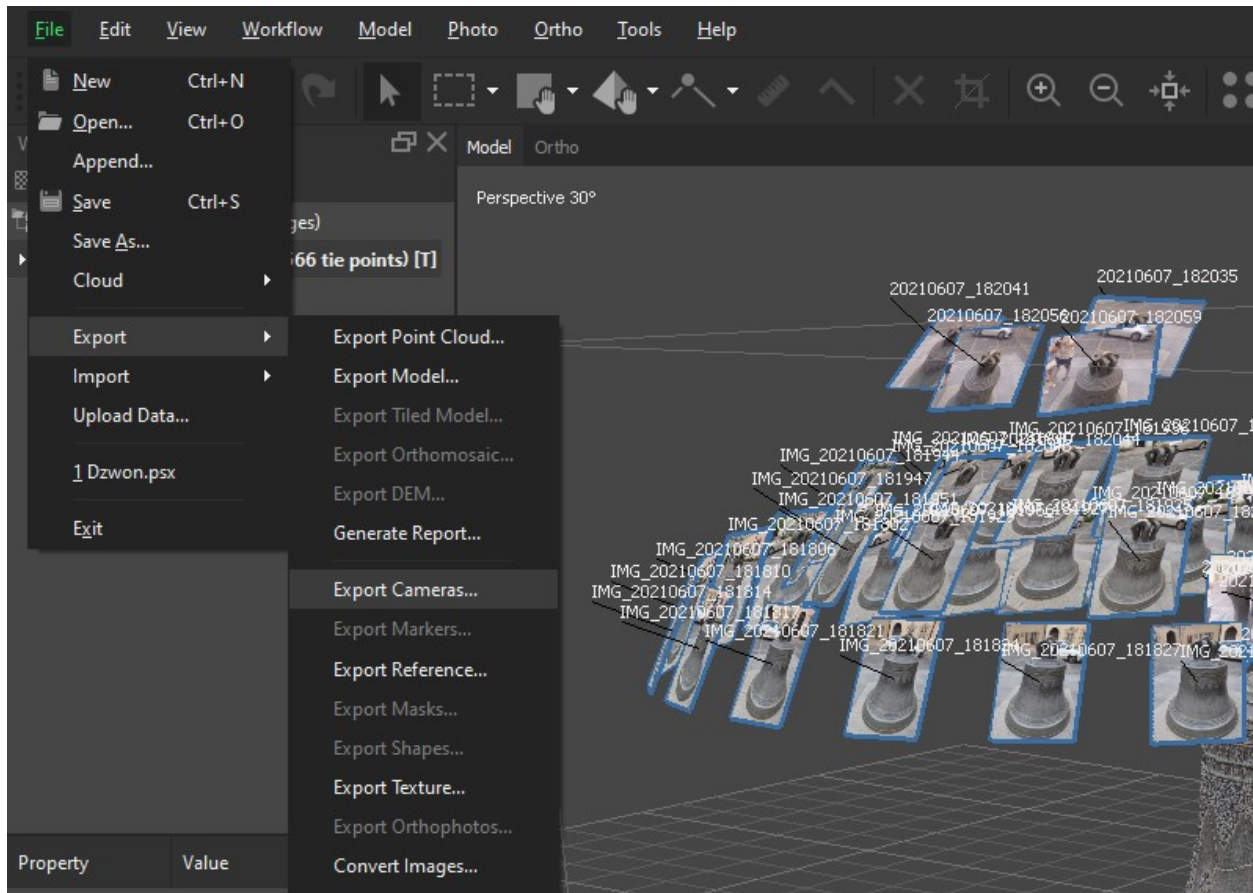 File Edit View Workflow Model Photo Ortho Tools Help
New Ctrl+N
Open... Ctrl+O
Append...
Save Ctrl+S
Save As...
Cloud
Export
Import
Upload Data...
1 Dzwon.psx
Exit
ges)
66 tie points) [T]
Export Point Cloud...
Export Model...
Export Tiled Model...
Export Orthomosaic...
Export DEM...
Generate Report...
Export Cameras...
Export Markers...
Export Reference...
Export Masks...
Export Shapes...
Export Texture...
Export Orthophotos...
Convert Images...
Property Value
Model Ortho
Perspective 30°
20210607_182041
20210607_182035
20210607_182056
20210607_182059
IMG_20210607_181944
IMG_20210607_181947
IMG_20210607_181951
IMG_20210607_181802
IMG_20210607_181806
IMG_20210607_181810
IMG_20210607_181814
IMG_20210607_181817
IMG_20210607_181821
IMG_20210607_181824
IMG_20210607_181827